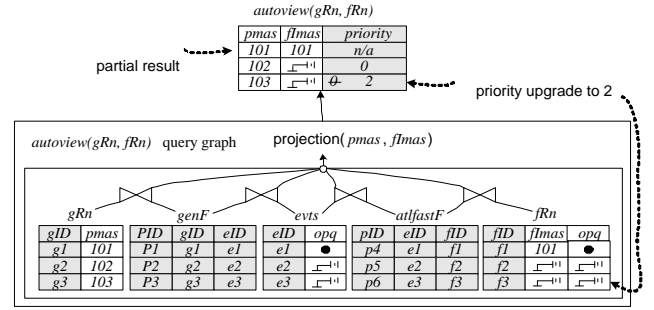 autoview(gRn, fRn)
pmas fImas priority
101 101 n/a
102 0
103 0 2
partial result
priority upgrade to 2
autoview(gRn, fRn) query graph projection( pmas , fImas )
gRn genF evts atlfastF fRn
gID pmas PID gID eID eID opq pID eID fID fID fImas opq
g1 101 P1 g1 e1 e1 p4 e1 f1 f1 101
g2 102 P2 g2 e2 e2 p5 e2 f2 f2
g3 103 P3 g3 e3 e3 p6 e3 f3 f3